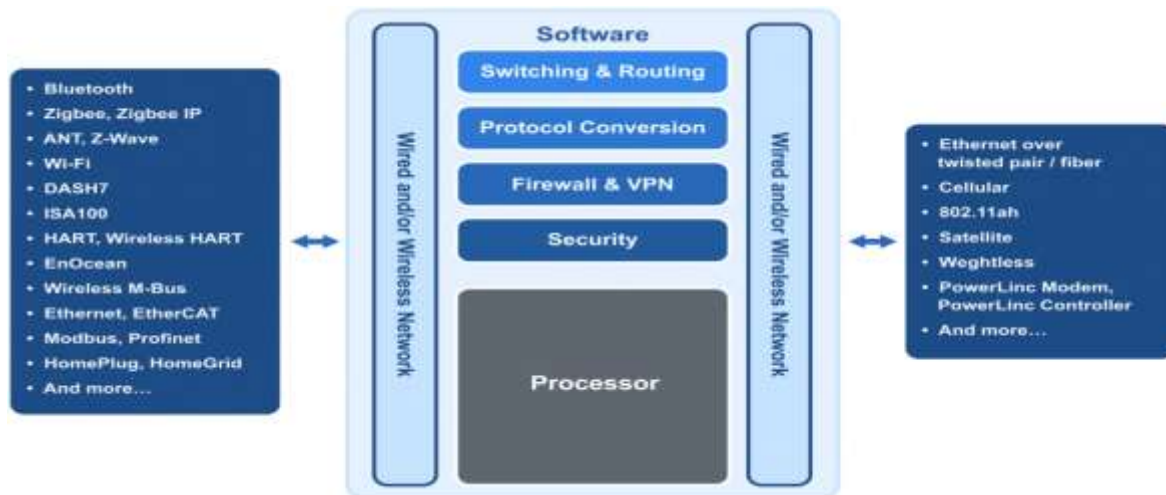 • Bluetooth
• Zigbee, Zigbee IP
• ANT, Z-Wave
• Wi-Fi
• DASH7
• ISA100
• HART, Wireless HART
• EnOcean
• Wireless M-Bus
• Ethernet, EtherCAT
• Modbus, Profinet
• HomePlug, HomeGrid
• And more...
Wired and/or Wireless Network
Software
Switching & Routing
Protocol Conversion
Firewall & VPN
Security
Processor
Wired and/or Wireless Network
• Ethernet over
twisted pair / fiber
• Cellular
• 802.11ah
• Satellite
• Weghtless
• PowerLinc Modem,
PowerLinc Controller
• And more...